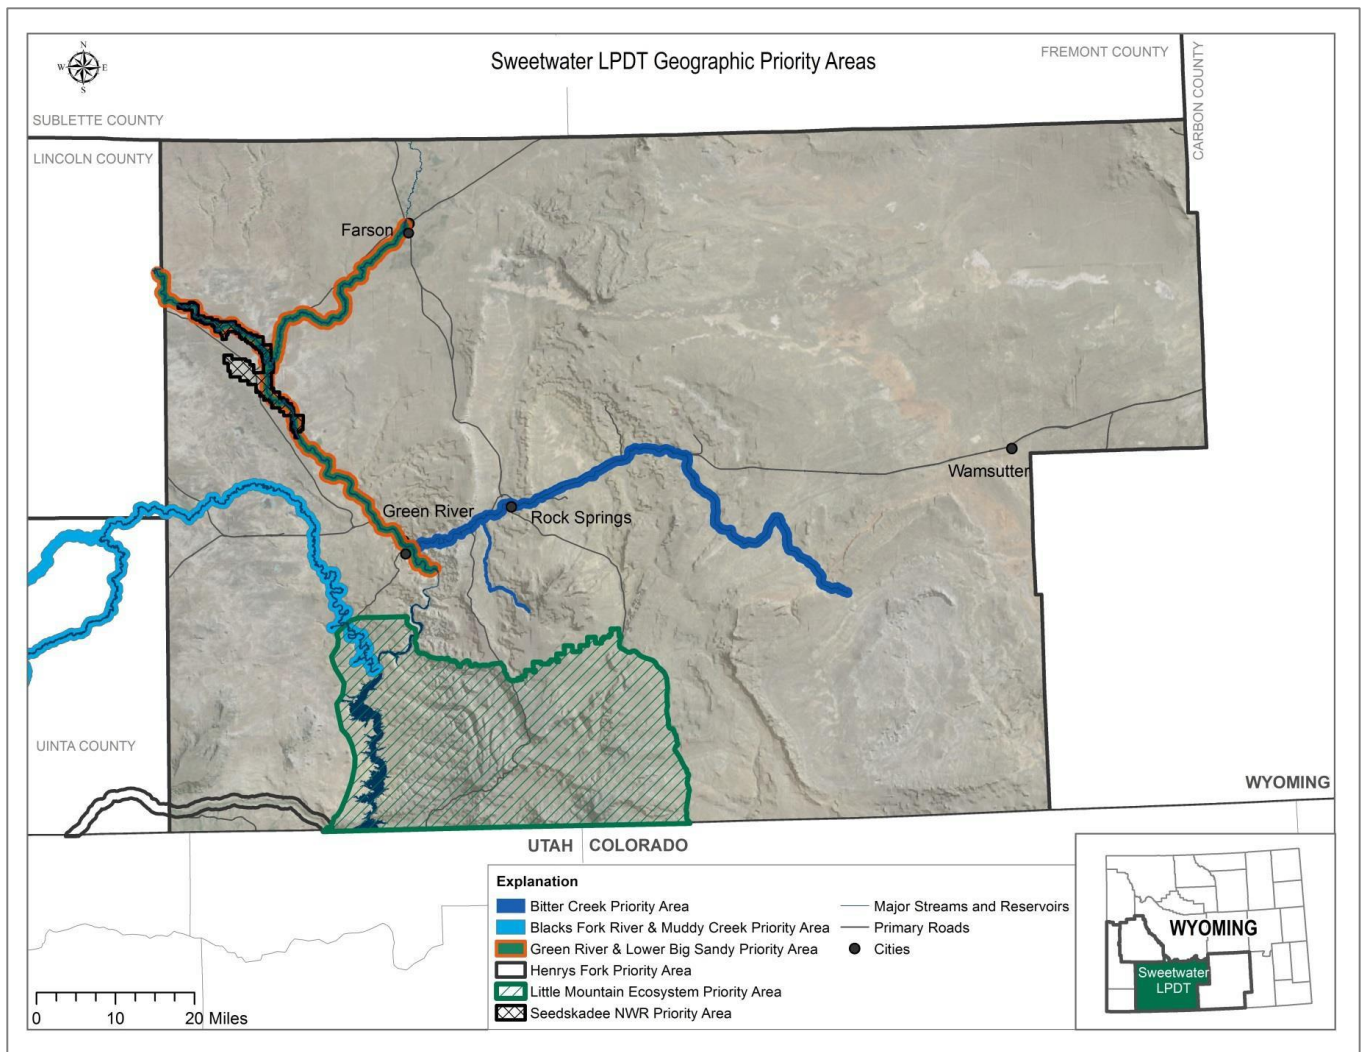 Sweetwater LPDT Geographic Priority Areas
N
W
E
S
FREMONT COUNTY
CARBON COUNTY
SUBLETTE COUNTY
LINCOLN COUNTY
Farson
Wamsutter
Green River
Rock Springs
UINTA COUNTY
WYOMING
UTAH
COLORADO
Explanation
Bitter Creek Priority Area
Blacks Fork River & Muddy Creek Priority Area
Green River & Lower Big Sandy Priority Area
Henrys Fork Priority Area
Little Mountain Ecosystem Priority Area
Seedskadee NWR Priority Area
Major Streams and Reservoirs
Primary Roads
Cities
WYOMING
Sweetwater
LPDT
0 10 20 Miles